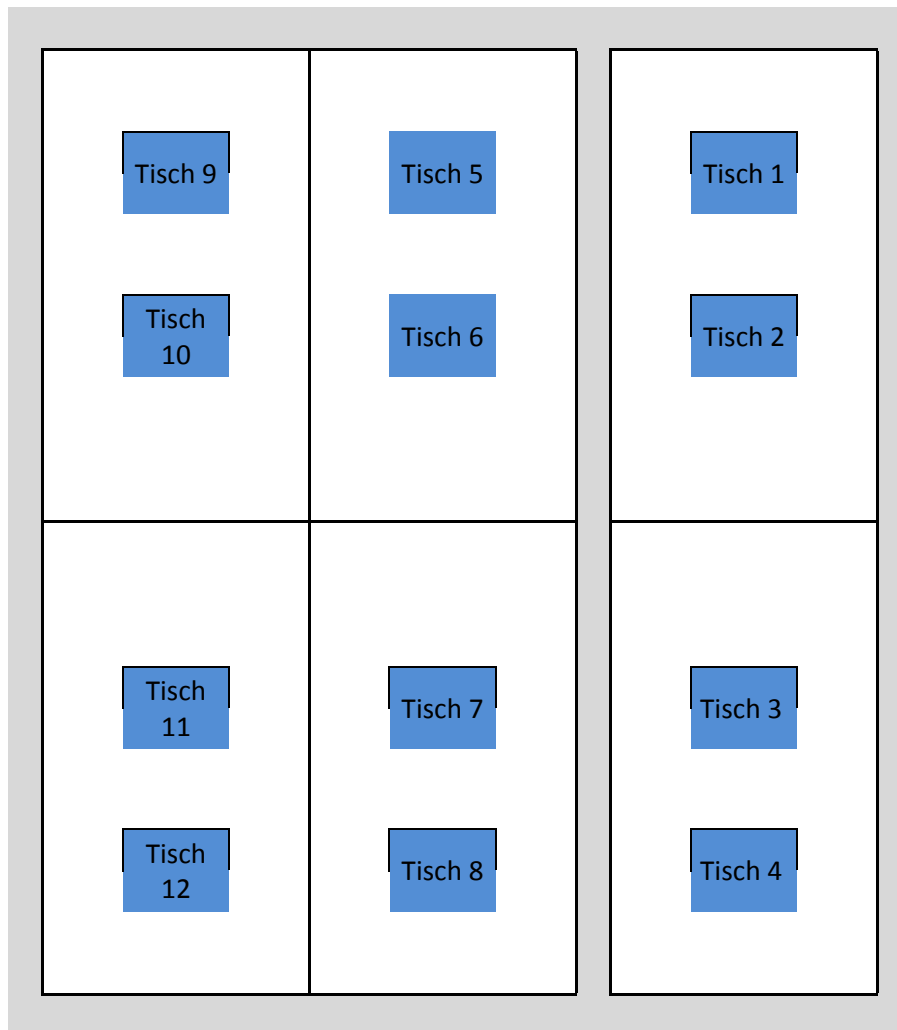 Tisch 9
Tisch 5
Tisch 1
Tisch
10
Tisch 6
Tisch 2
Tisch
11
Tisch 7
Tisch 3
Tisch
12
Tisch 8
Tisch 4